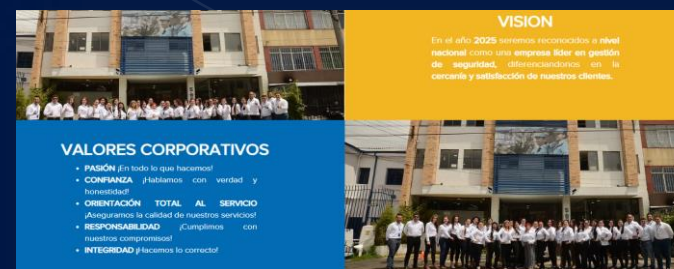 VISION
En el año 2025 seremos reconocidos a nivel
nacional como una empresa líder en gestión
de seguridad, diferenciandonos en la
cercanía y satisfacción de nuestros clientes.
VALORES CORPORATIVOS
• PASIÓN ¡En todo lo que hacemos!
• CONFIANZA ¡Hablamos con verdad y
honestidad!
• ORIENTACIÓN TOTAL AL SERVICIO
¡Aseguramos la calidad de nuestros servicios!
• RESPONSABILIDAD ¡Cumplimos con
nuestros compromisos!
• INTEGRIDAD ¡Hacemos lo correcto!